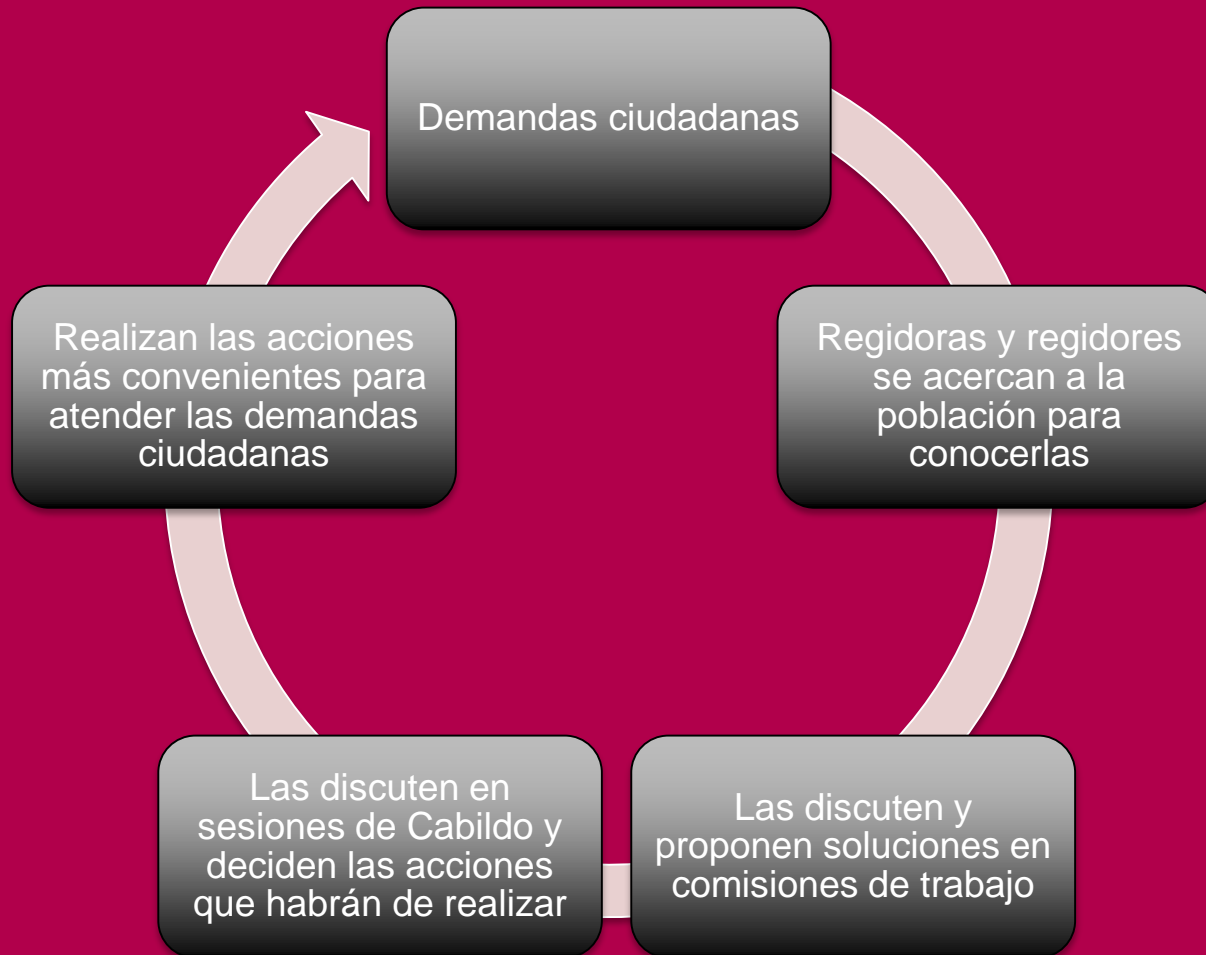 Demandas ciudadanas
Regidoras y regidores
se acercan a la
población para
conocerlas
Las discuten y
proponen soluciones en
comisiones de trabajo
Las discuten en
sesiones de Cabildo y
deciden las acciones
que habrán de realizar
Realizan las acciones
más convenientes para
atender las demandas
ciudadanas